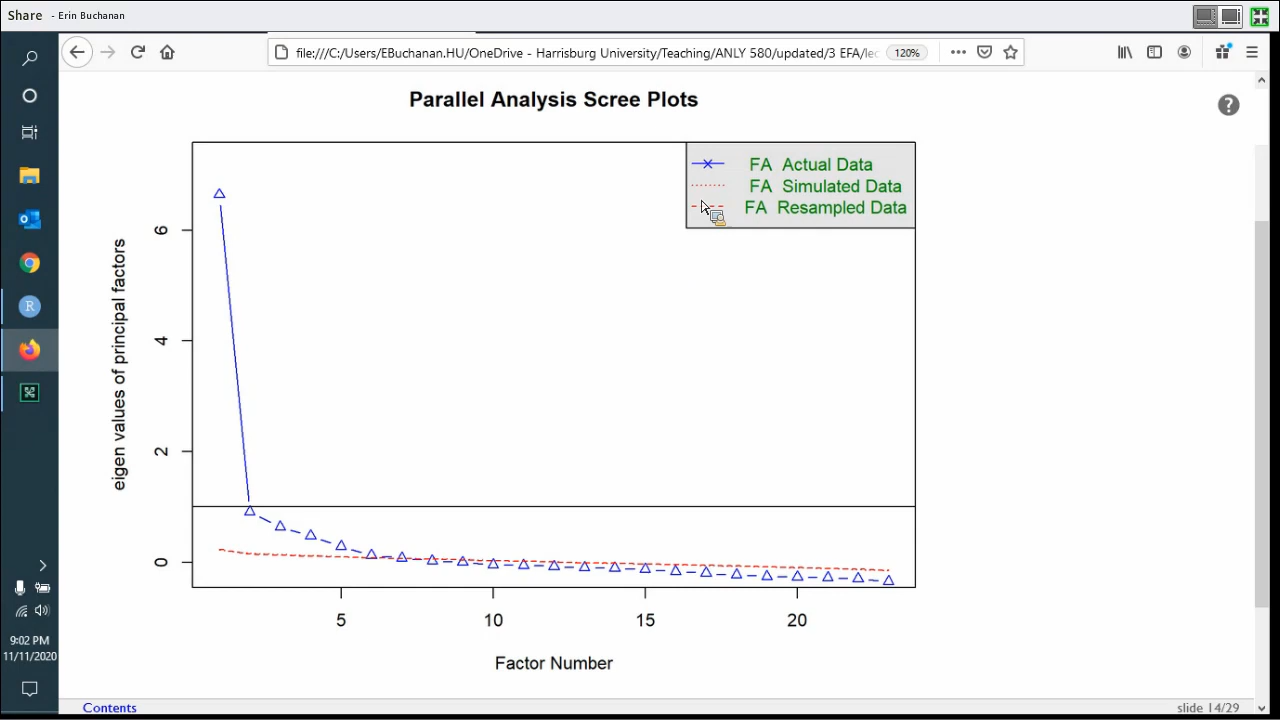 Share - Erin Buchanan
file:///C:/Users/EBuchanan.HU/OneDrive - Harrisburg University/Teaching/ANLY 580/updated/3 EFA/lec
120%
Parallel Analysis Scree Plots
FA Actual Data
FA Simulated Data
FA Resampled Data
eigen values of principal factors
6
4
2
0
5 10 15 20
Factor Number
9:02 PM
11/11/2020
Contents
slide 14/29